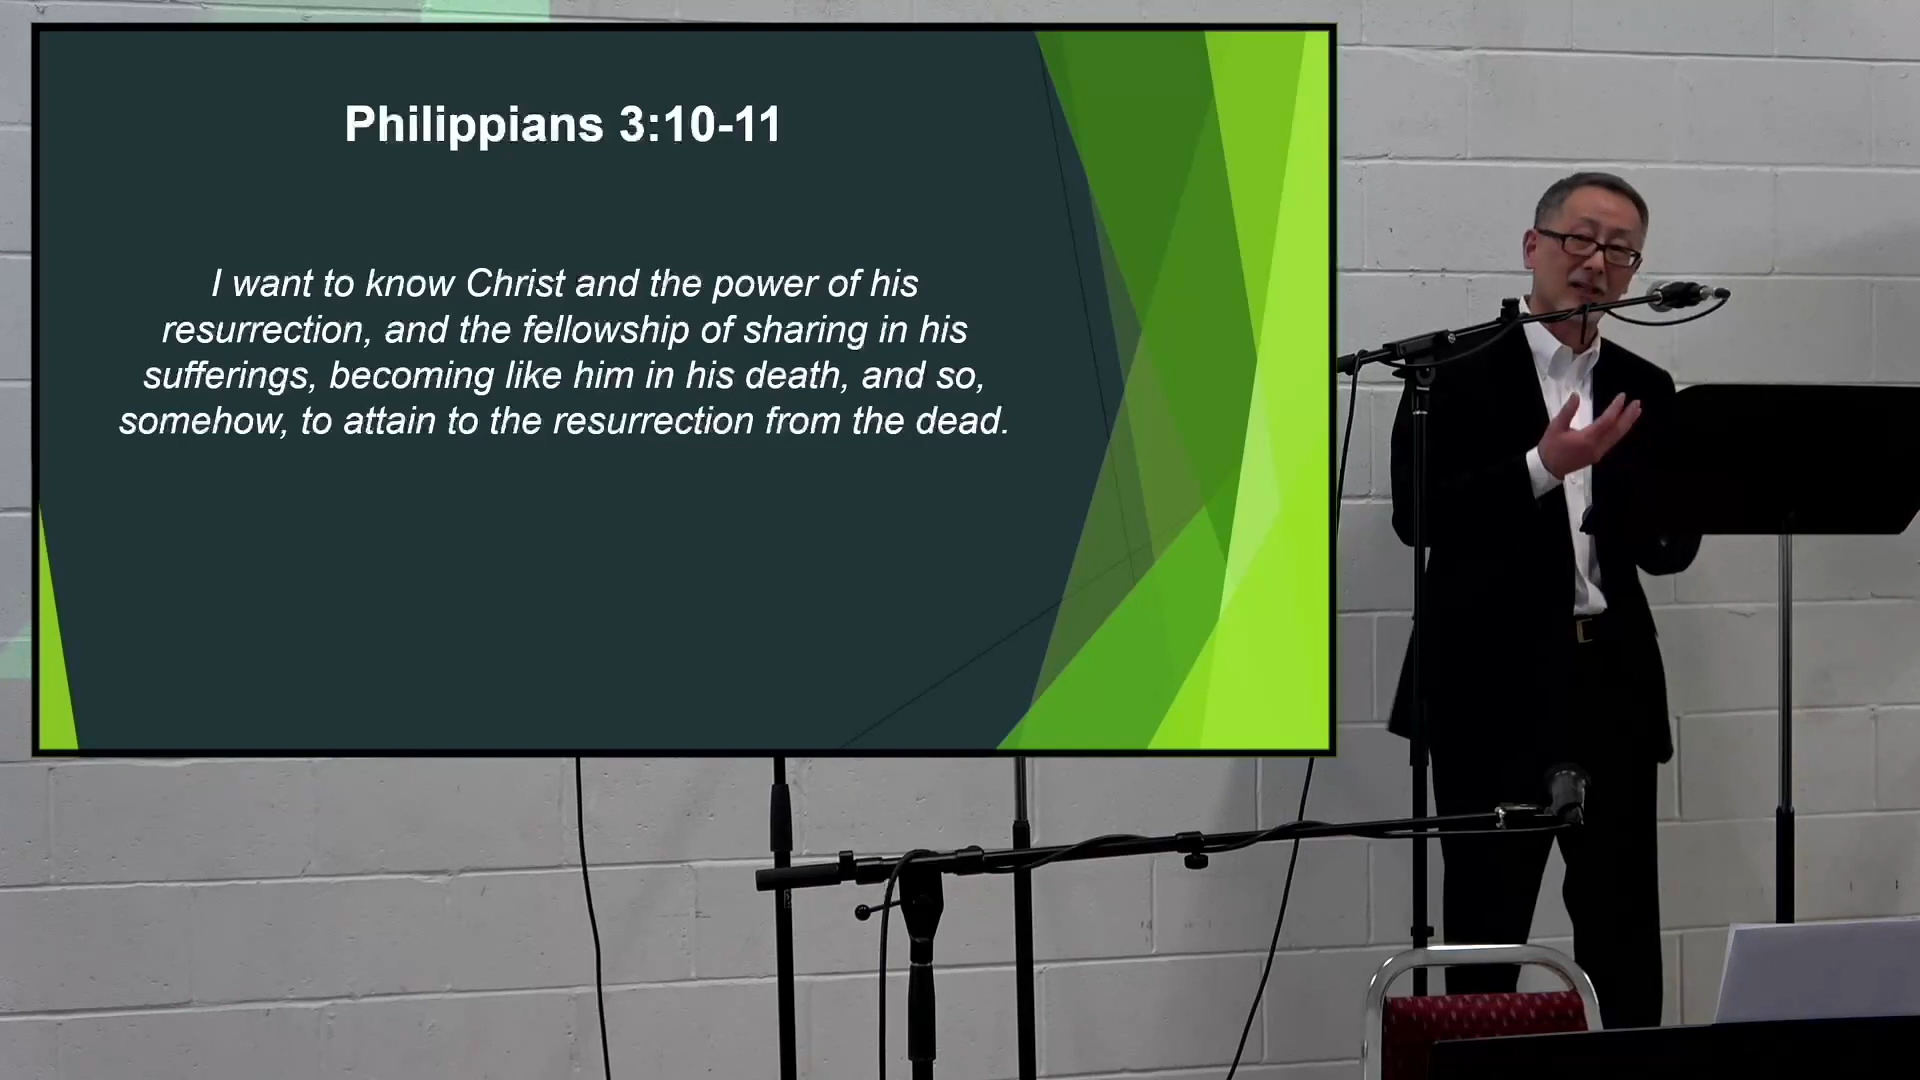 Philippians 3:10-11
I want to know Christ and the power of his
resurrection, and the fellowship of sharing in his
sufferings, becoming like him in his death, and so,
somehow, to attain to the resurrection from the dead.